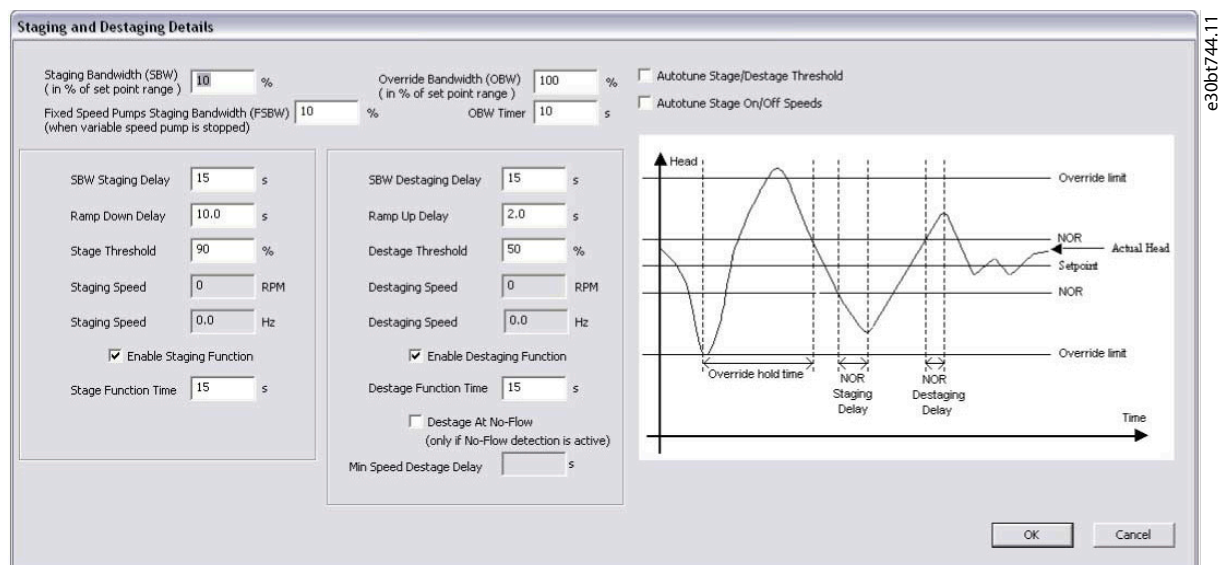 Staging and Destaging Details
Staging Bandwidth (SBW)
( in % of set point range )
10
%
Fixed Speed Pumps Staging Bandwidth (FSBW)
(when variable speed pump is stopped)
10
%
Override Bandwidth (OBW)
( in % of set point range )
100
%
OBW Timer
10
s
Autotune Stage/Destage Threshold
Autotune Stage On/Off Speeds
SBW Staging Delay 15 s
Ramp Down Delay 10.0 s
Stage Threshold 90 %
Staging Speed 0 RPM
Staging Speed 0.0 Hz
Enable Staging Function
Stage Function Time 15 s
SBW Destaging Delay 15 s
Ramp Up Delay 2.0 s
Destage Threshold 50 %
Destaging Speed 0 RPM
Destaging Speed 0.0 Hz
Enable Destaging Function
Destage Function Time 15 s
Destage At No-Flow
(only if No-Flow detection is active)
Min Speed Destage Delay s
Head
Override limit
NOR
Actual Head
Setpoint
NOR
Override limit
Override hold time
NOR
Staging
Delay
NOR
Destaging
Delay
Time
OK
Cancel
e30bt744.11